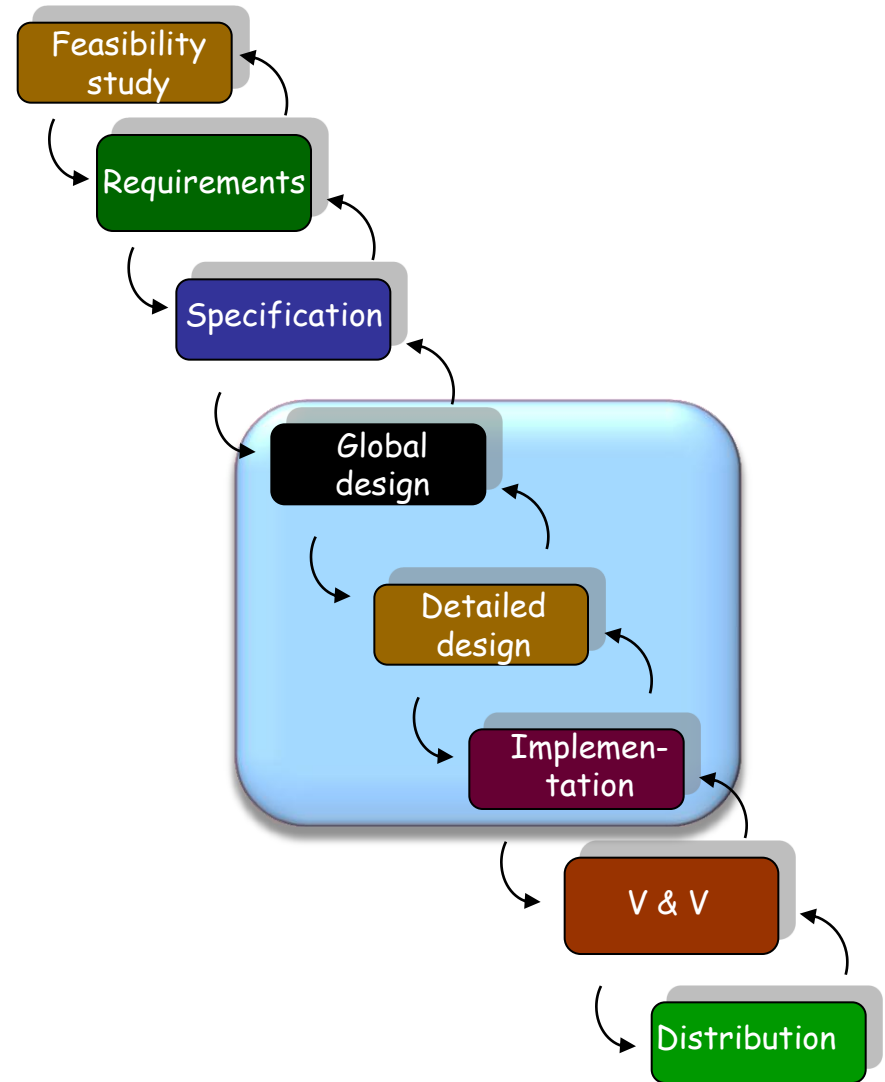 Feasibility
study
Requirements
Specification
Global
design
Detailed
design
Implemen-
tation
V & V
Distribution